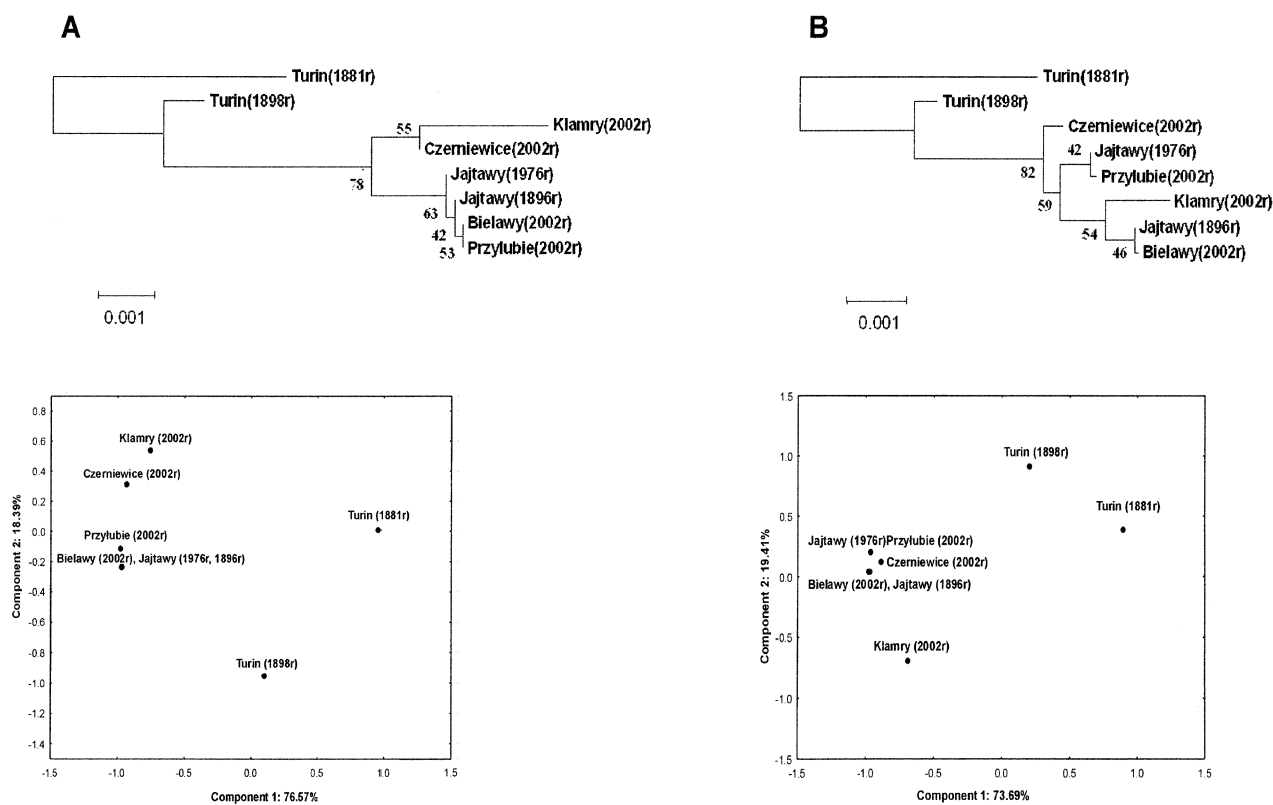 A
Turin(1881r)
Turin(1898r)
55
Klamry(2002r)
Czerniewice(2002r)
78
Jajtawy(1976r)
Jajtawy(1896r)
63
Bielawy(2002r)
42
Przylubie(2002r)
53
0.001
B
Turin(1881r)
Turin(1898r)
Czerniewice(2002r)
82
42
Jajtawy(1976r)
Przylubie(2002r)
59
Klamry(2002r)
54
Jajtawy(1896r)
46
Bielawy(2002r)
0.001
0.8
0.6
0.4
0.2
0.0
-0.2
-0.4
-0.6
-0.8
-1.0
-1.2
-1.4
Component 2: 18.39%
Klamry (2002r)
Czerniewice (2002r)
Turin (1881r)
Przyłubie (2002r)
Bielawy (2002r), Jajtawy (1976r, 1896r)
Turin (1898r)
-1.5 -1.0 -0.5 0.0 0.5 1.0 1.5
Component 1: 76.57%
1.5
1.0
0.5
0.0
-0.5
-1.0
-1.5
Component 2: 19.41%
Turin (1898r)
Turin (1881r)
Jajtawy (1976r)Przyłubie (2002r)
Czerniewice (2002r)
Bielawy (2002r), Jajtawy (1896r)
Klamry (2002r)
-1.5 -1.0 -0.5 0.0 0.5 1.0 1.5
Component 1: 73.69%